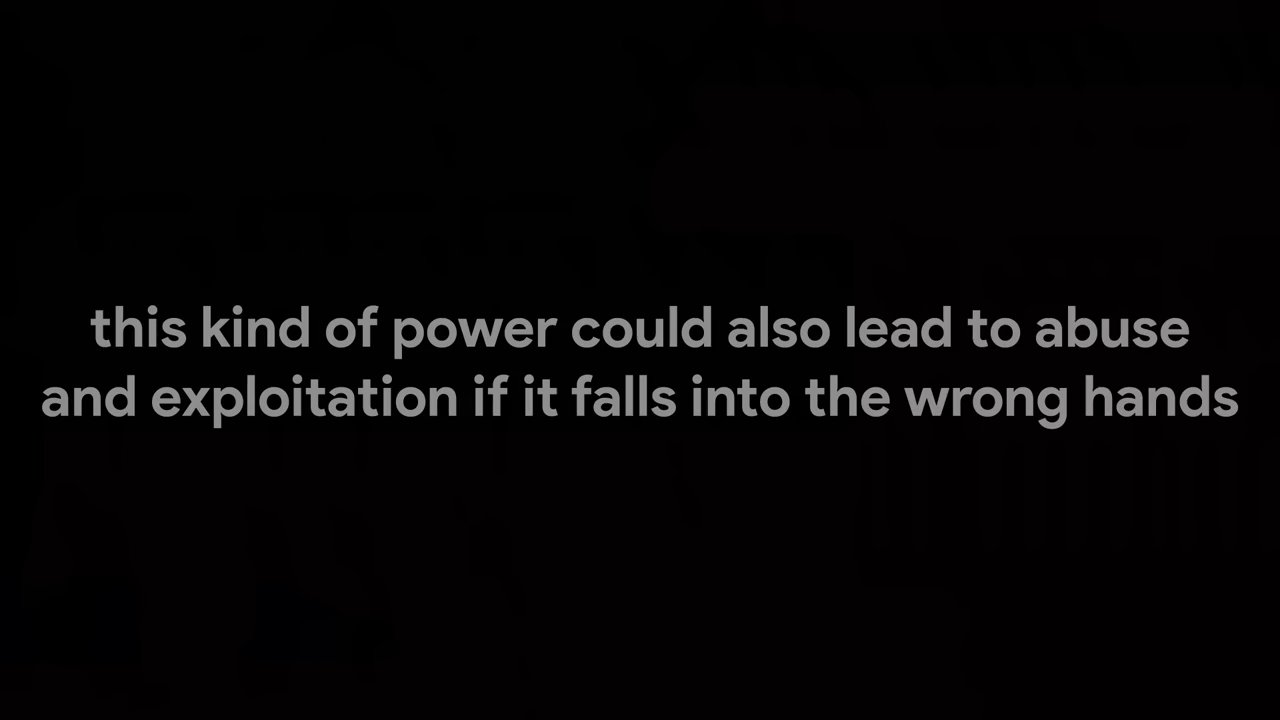 this kind of power could also lead to abuse
and exploitation if it falls into the wrong hands